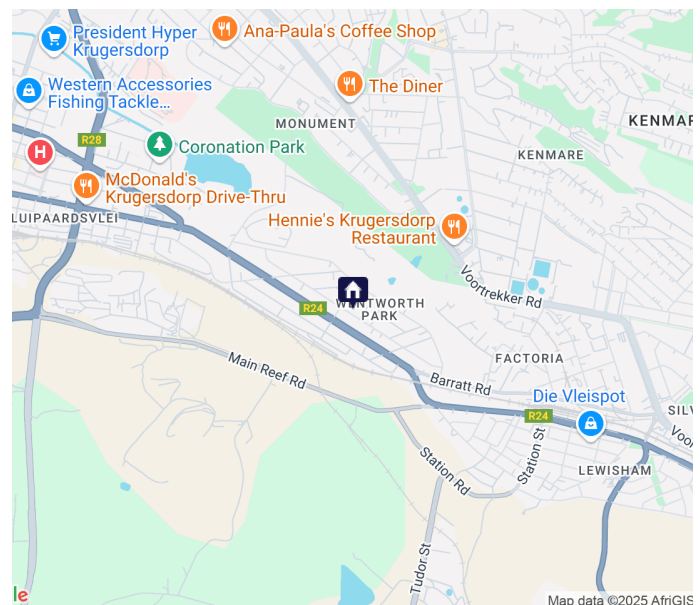 President Hyper
Krugersdorp
Ana-Paula's Coffee Shop
Western Accessories
Fishing Tackle...
The Diner
MONUMENT
KENMAR
R28
H
Coronation Park
KENMARE
McDonald's
Krugersdorp Drive-Thru
LUIPAARDSVLEI
Hennie's Krugersdorp
Restaurant
Voortrekker Rd
WENTWORTH
PARK
R24
FACTORIA
Main Reef Rd
Barratt Rd
Die Vleispot
R24
SILV
Voor
Station St
Station Rd
LEWISHAM
Tudor St
le
Map data ©2025 AfriGIS